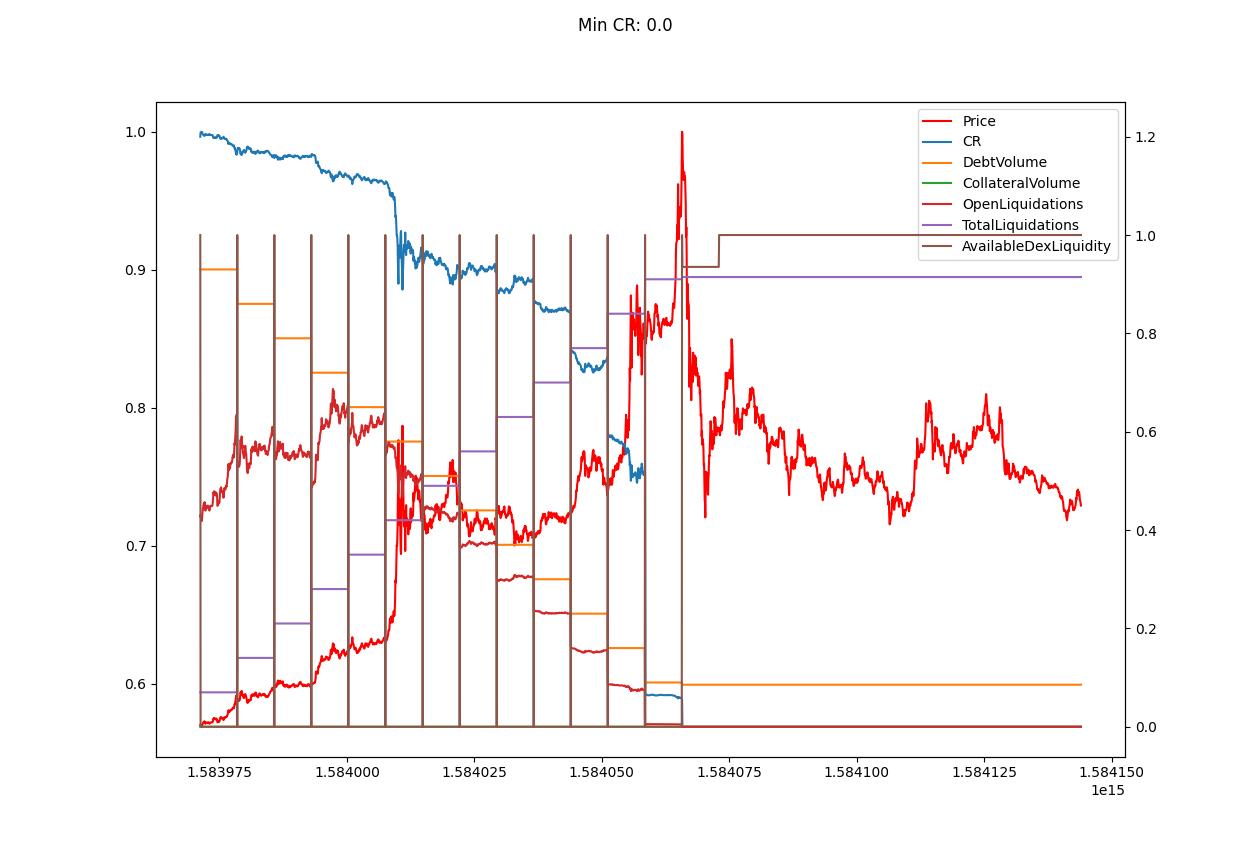 Min CR: 0.0
1.0
0.9
0.8
0.7
0.6
Price
CR
DebtVolume
CollateralVolume
OpenLiquidations
TotalLiquidations
AvailableDexLiquidity
1.2
1.0
0.8
0.6
0.4
0.2
0.0
1.583975 1.584000 1.584025 1.584050 1.584075 1.584100 1.584125 1.584150
1e15